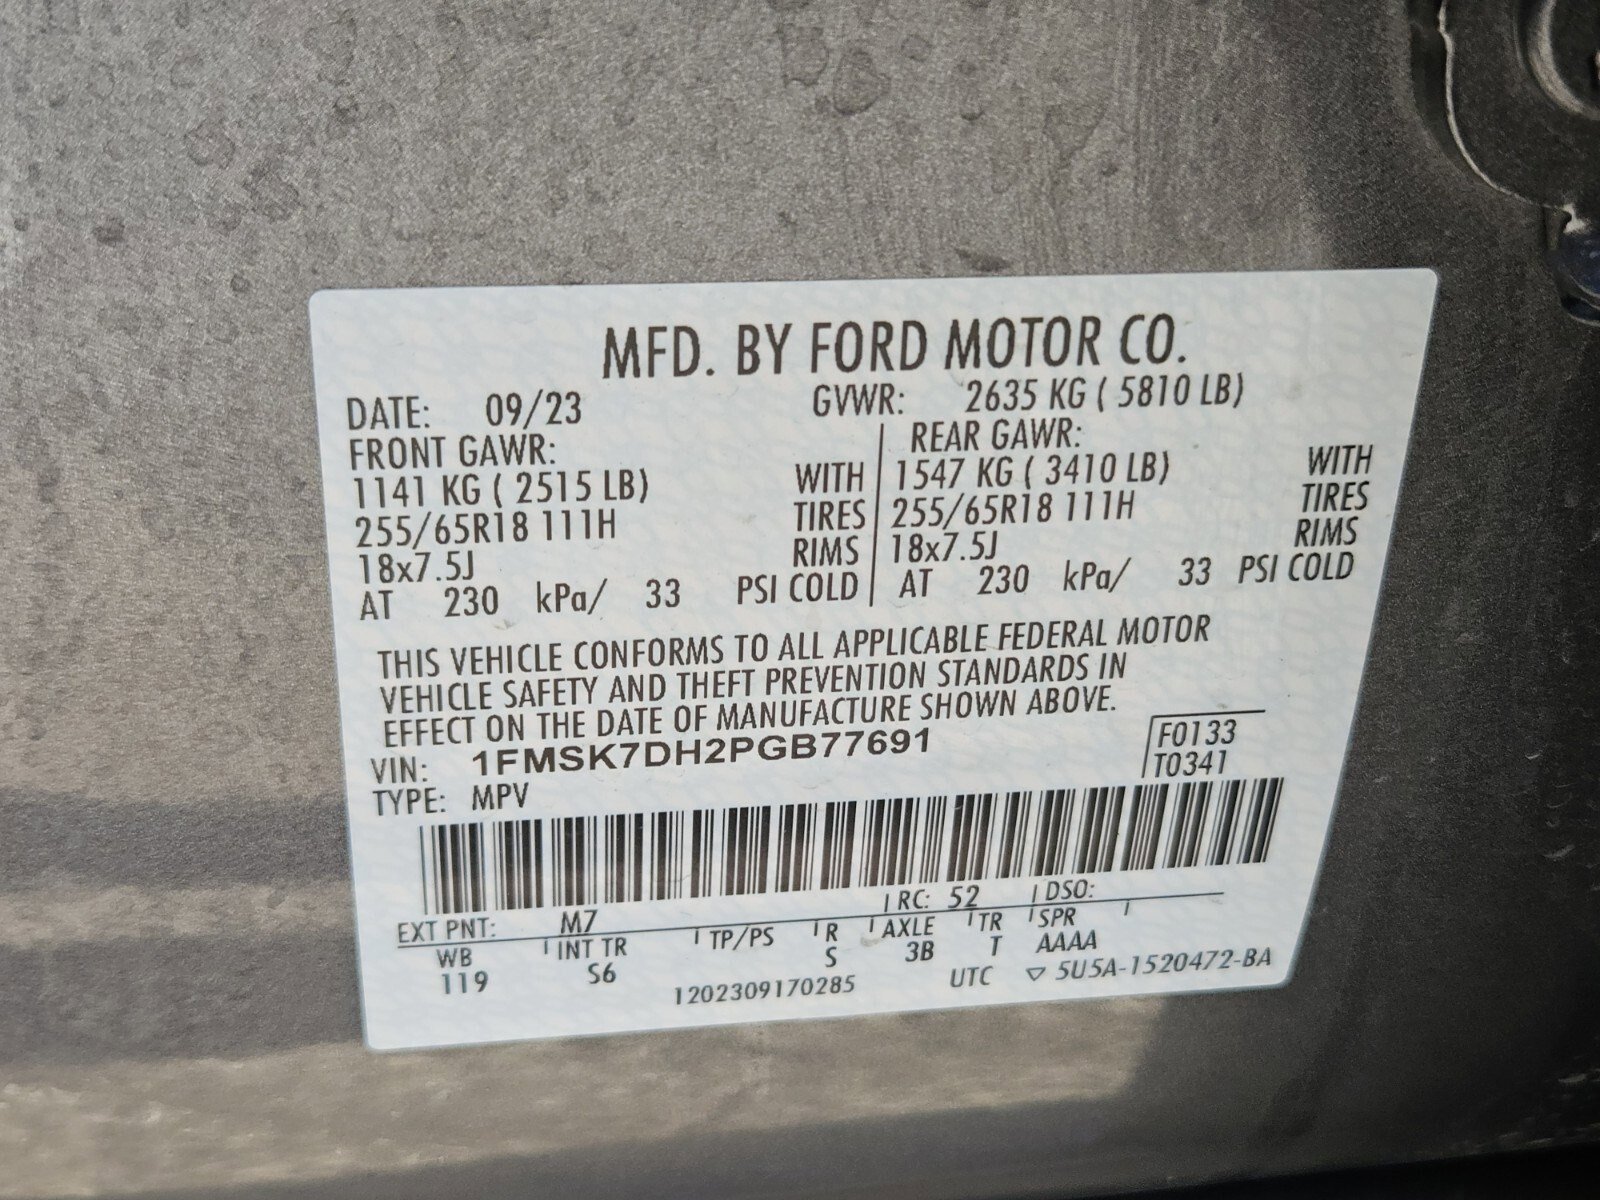 MFD. BY FORD MOTOR CO.
DATE: 09/23 GVWR: 2635 KG ( 5810 LB)
FRONT GAWR: REAR GAWR:
1141 KG ( 2515 LB) WITH 1547 KG ( 3410 LB) WITH
255/65R18 111H TIRES 255/65R18 111H TIRES
18x7.5J RIMS 18x7.5J RIMS
AT 230 kPa/ 33 PSI COLD AT 230 kPa/ 33 PSI COLD
THIS VEHICLE CONFORMS TO ALL APPLICABLE FEDERAL MOTOR
VEHICLE SAFETY AND THEFT PREVENTION STANDARDS IN
EFFECT ON THE DATE OF MANUFACTURE SHOWN ABOVE.
VIN: 1FMSK7DH2PGB77691 F0133
TYPE: MPV T0341
EXT PNT: M7 RC: 52 DSO:
WB INT TR TP/PS R AXLE TR SPR
119 S6 S 3B T AAAA
1202309170285 UTC ▽ 5U5A-1520472-BA